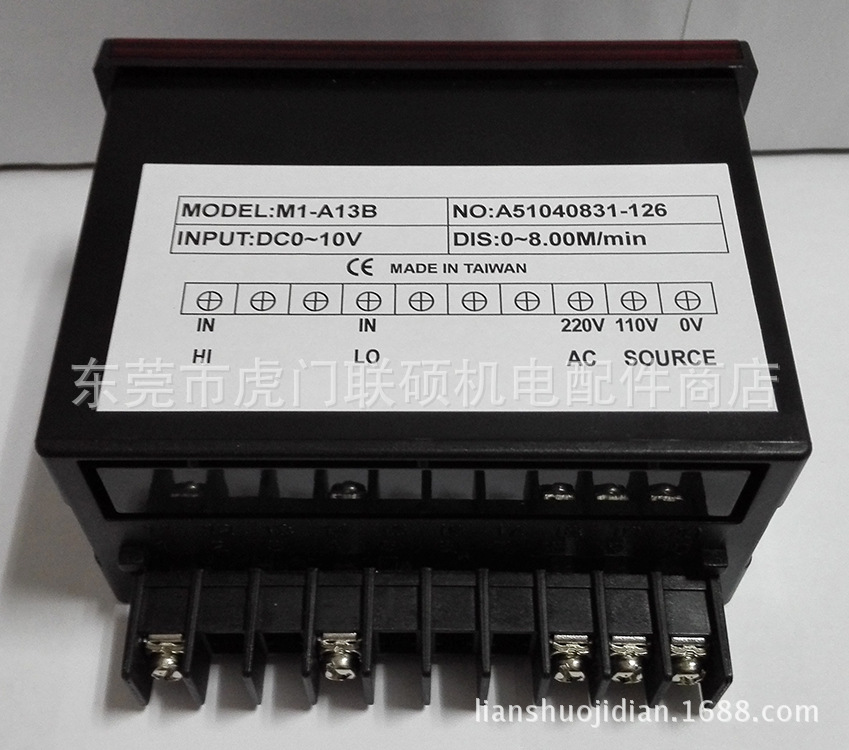 MODEL:M1-A13B NO:A51040831-126
INPUT:DC0~10V DIS:0~8.00M/min
CE MADE IN TAIWAN
IN IN 220V 110V 0V
HI LO AC SOURCE
东莞市虎门联硕机电配件商店
lianshuojidian.1688.com